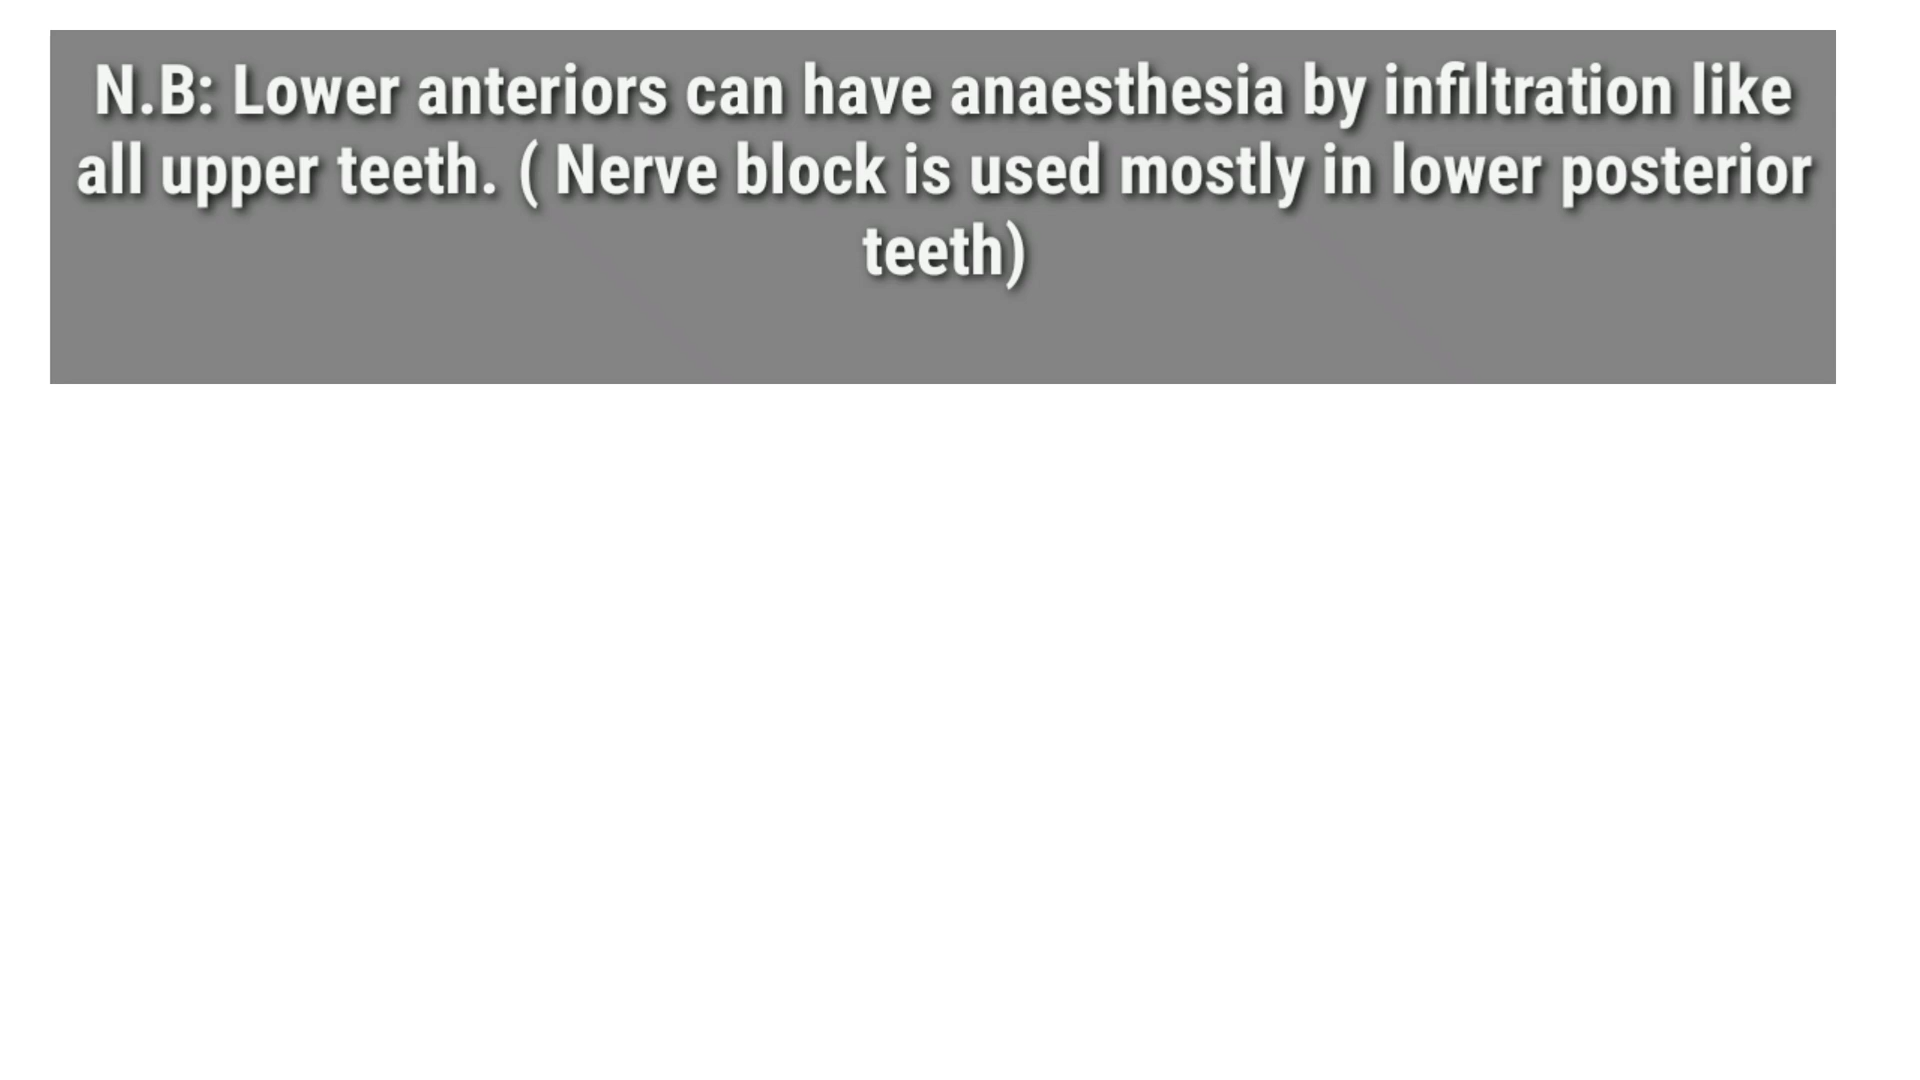 N.B: Lower anteriors can have anaesthesia by infiltration like
all upper teeth. ( Nerve block is used mostly in lower posterior
teeth)